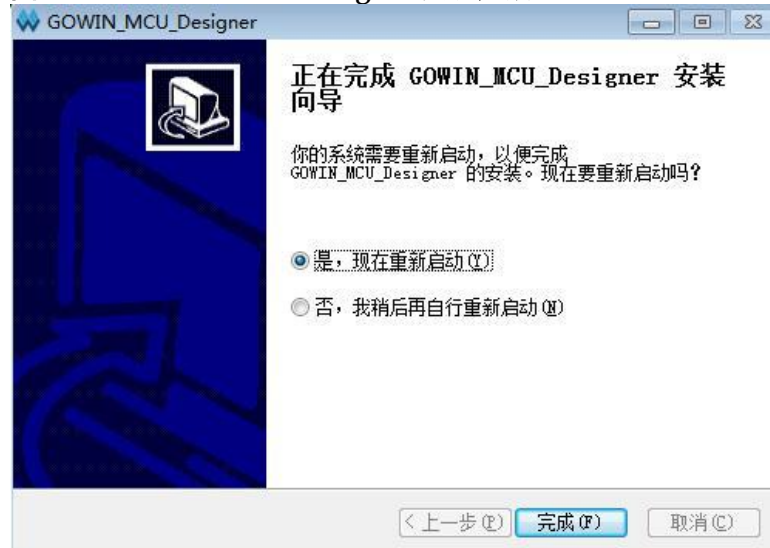 GOWIN_MCU_Designer
正在完成 GOWIN_MCU_Designer 安装
向导
你的系统需要重新启动，以便完成
GOWIN_MCU_Designer 的安装。现在要重新启动吗?
是，现在重新启动(Y)
否，我稍后再自行重新启动(N)
< 上一步(P)
完成(F)
取消(C)